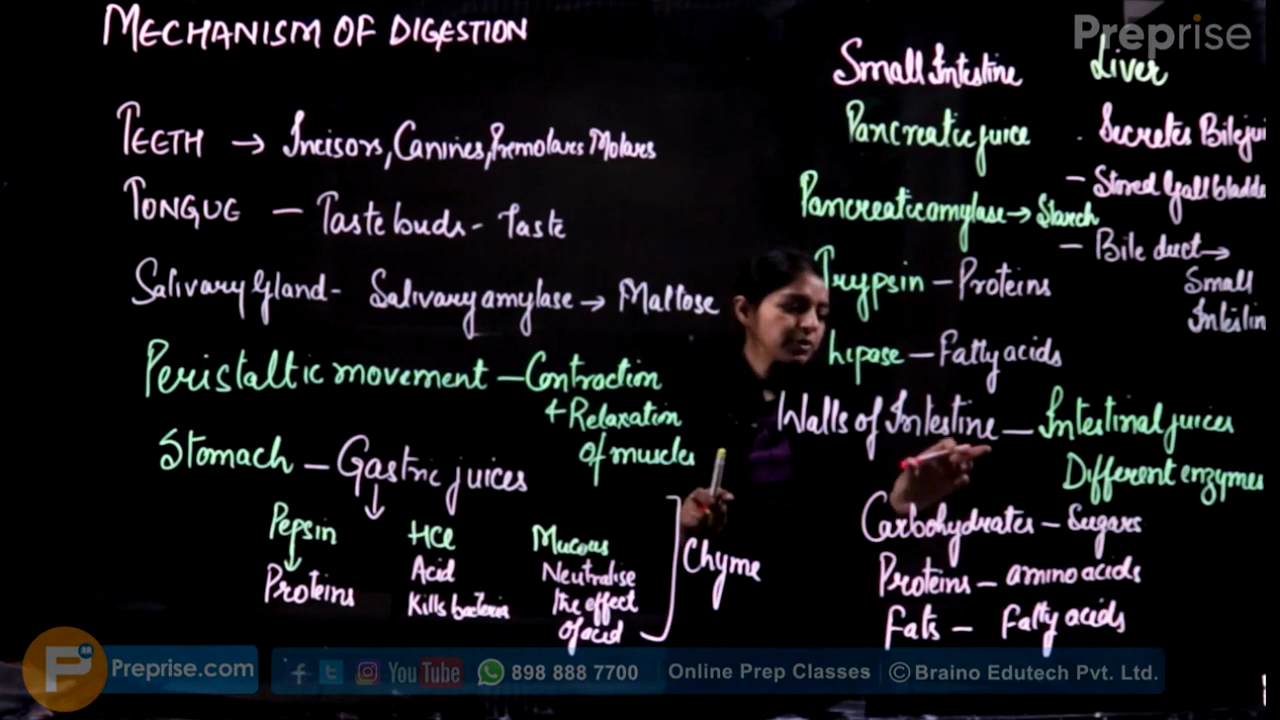 MECHANISM OF DIGESTION
TEETH → Incisors, Canines, Premolars Molars
TONGUE – Taste buds - Taste
Salivary Gland - Salivary amylase → Maltose
Peristaltic movement – Contraction
+ Relaxation
of muscles
Stomach – Gastric juices
↓
Pepsin HCl Mucous
↓
Proteins
Acid
Kills bacteria
Neutralise
the effect
of acid
Chyme
Preprise
Small Intestine
Pancreatic juice
Pancreatic amylase → Starch
Trypsin – Proteins
Lipase – Fatty acids
Walls of Intestine – Intestinal juices
Different enzymes
Carbohydrates – Sugars
Proteins – amino acids
Fats – Fatty acids
Liver
- Secretes Bile jui
– Stored Gall bladde
– Bile duct →
Small
Intestin
Preprise.com
You Tube
898 888 7700
Online Prep Classes | © Braino Edutech Pvt. Ltd.